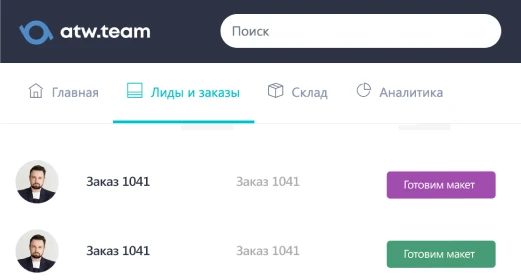 atw.team
Поиск
Главная Лиды и заказы Склад Аналитика
Заказ 1041 Заказ 1041 Готовим макет
Заказ 1041 Заказ 1041 Готовим макет